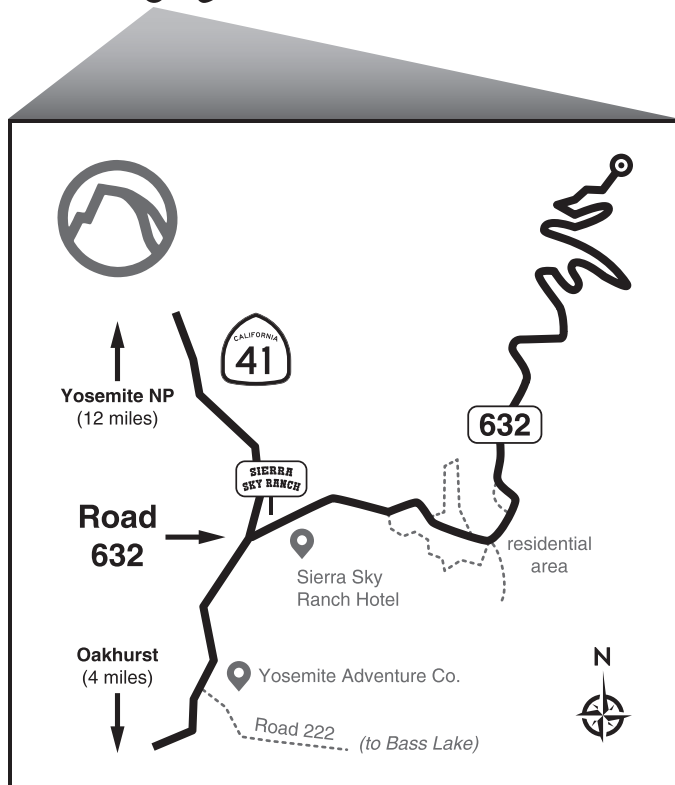 CALIFORNIA
41
Yosemite NP
(12 miles)
632
SIERRA
SKY RANCH
Road
632
residential
area
Sierra Sky
Ranch Hotel
Oakhurst
(4 miles)
N
Yosemite Adventure Co.
Road 222
(to Bass Lake)